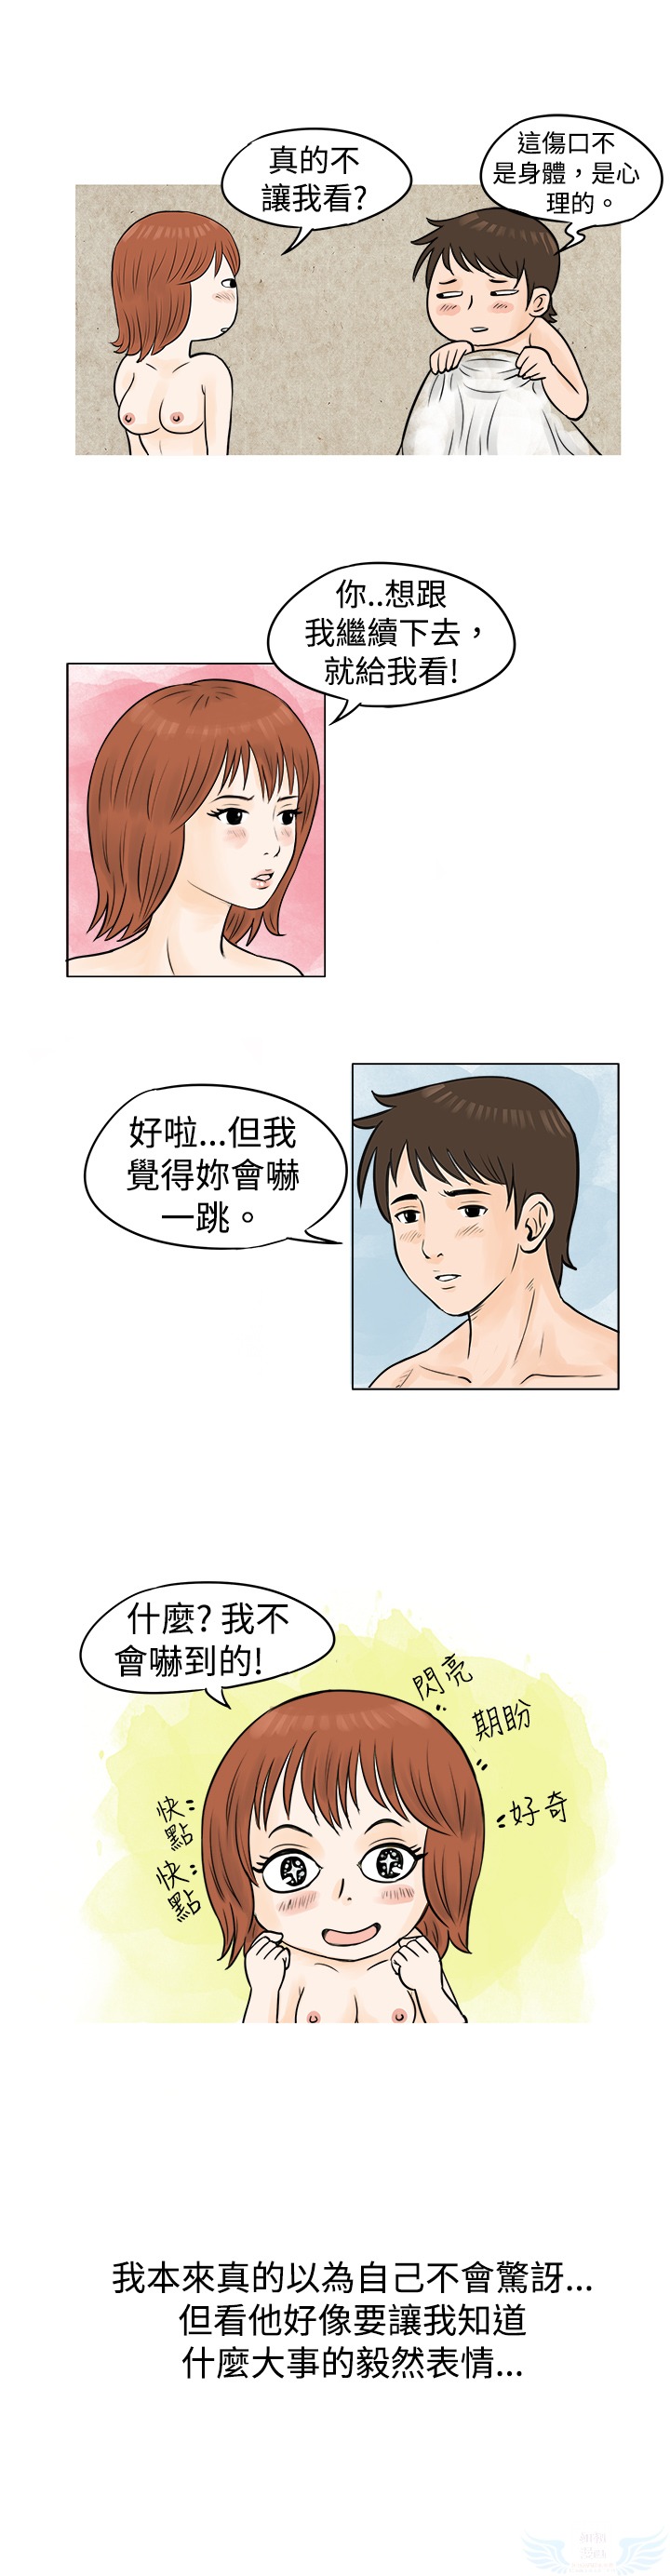 真的不
讓我看?
這傷口不
是身體，是心
理的。
你..想跟
我繼續下去，
就給我看!
好啦...但我
覺得妳會嚇
一跳。
什麼? 我不
會嚇到的!
閃亮
期盼
好奇
快點
快點
我本來真的以為自己不會驚訝...
但看他好像要讓我知道
什麼大事的毅然表情...